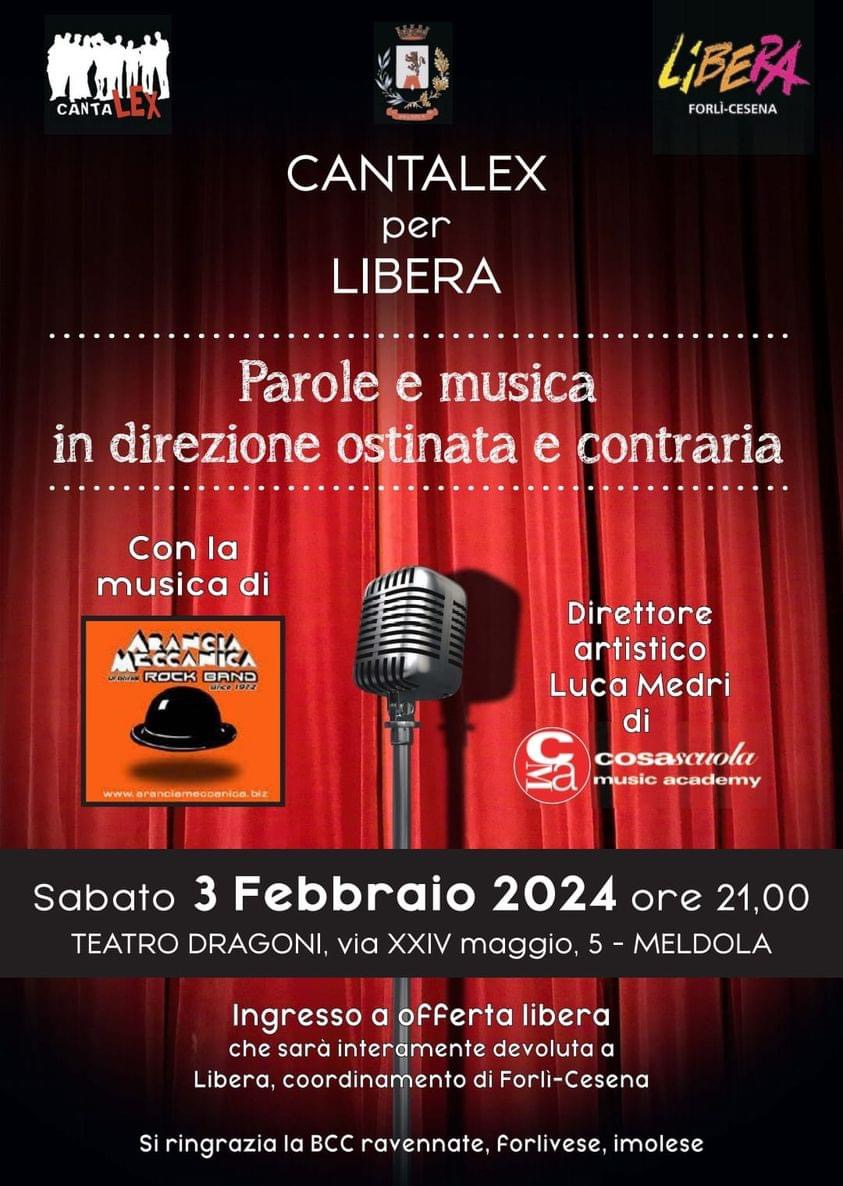 CANTALEX
LIBERA
FORLÌ-CESENA
CANTALEX
per
LIBERA
Parole e musica
in direzione ostinata e contraria
Con la
musica di
ARANCIA
MECCANICA
original ROCK BAND
since 1972
www.aranciameccanica.biz
Direttore
artistico
Luca Medri
di
cma
cosascuola
music academy
Sabato 3 Febbraio 2024 ore 21,00
TEATRO DRAGONI, via XXIV maggio, 5 - MELDOLA
Ingresso a offerta libera
che sarà interamente devoluta a
Libera, coordinamento di Forlì-Cesena
Si ringrazia la BCC ravennate, forlivese, imolese